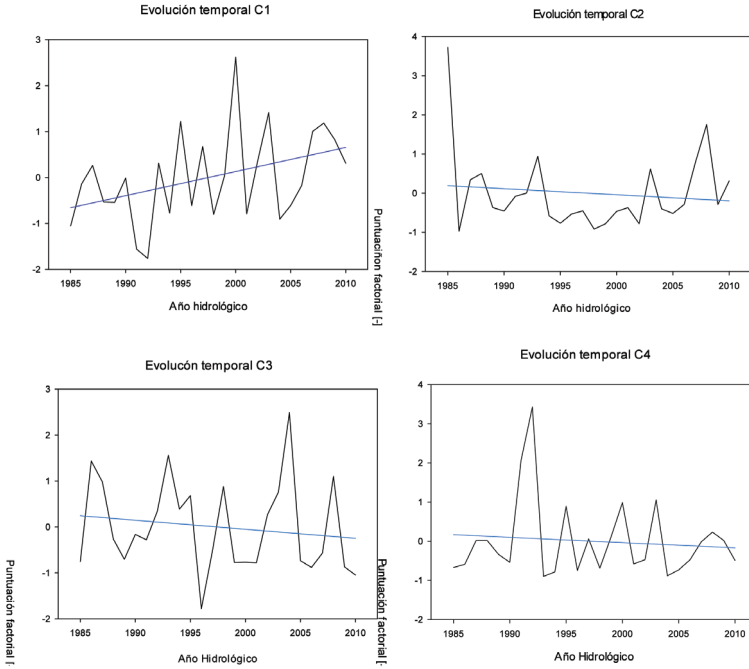 Evolución temporal C1
3
2
1
0
-1
-2
1985 1990 1995 2000 2005 2010
Año hidrológico
Evolución temporal C2
4
3
2
1
0
-1
-2
1985 1990 1995 2000 2005 2010
Año hidrológico
Puntuaciñon factorial [-]
Evolucón temporal C3
3
2
1
0
-1
-2
1985 1990 1995 2000 2005 2010
Año Hidrológico
Puntuación factorial [-
Evolución temporal C4
4
3
2
1
0
-1
-2
1985 1990 1995 2000 2005 2010
Año Hidrológico
Puntuación factorial [-